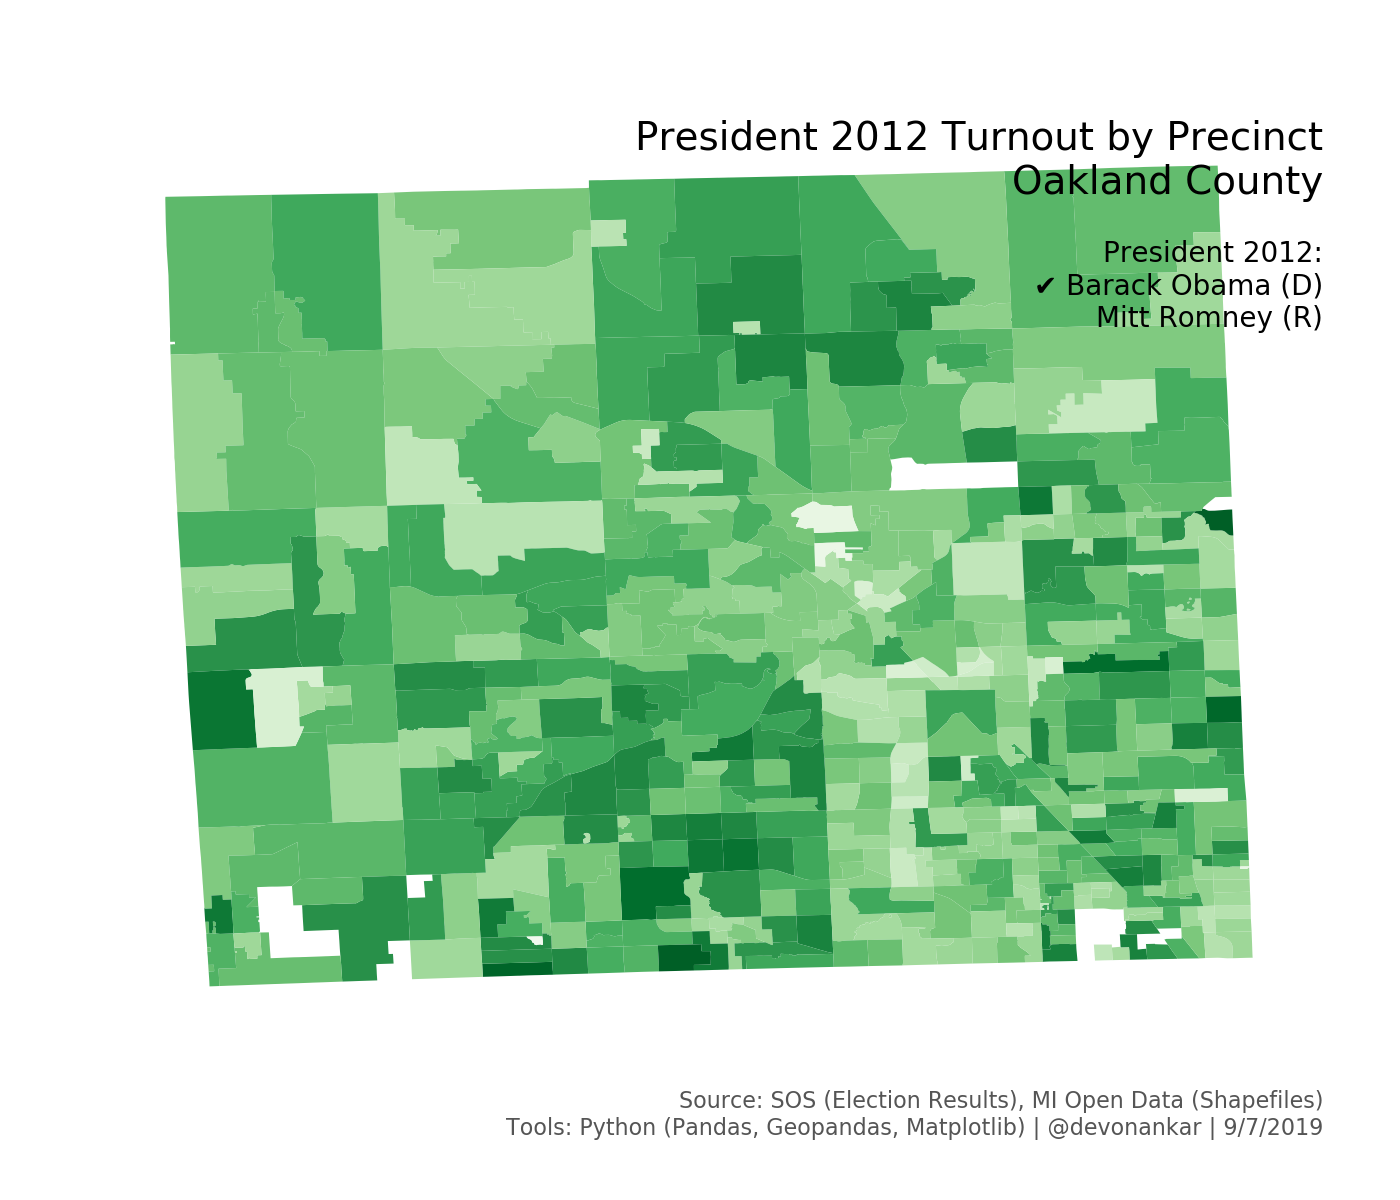 President 2012 Turnout by Precinct
Oakland County
President 2012:
✔ Barack Obama (D)
Mitt Romney (R)
Source: SOS (Election Results), MI Open Data (Shapefiles)
Tools: Python (Pandas, Geopandas, Matplotlib) | @devonankar | 9/7/2019